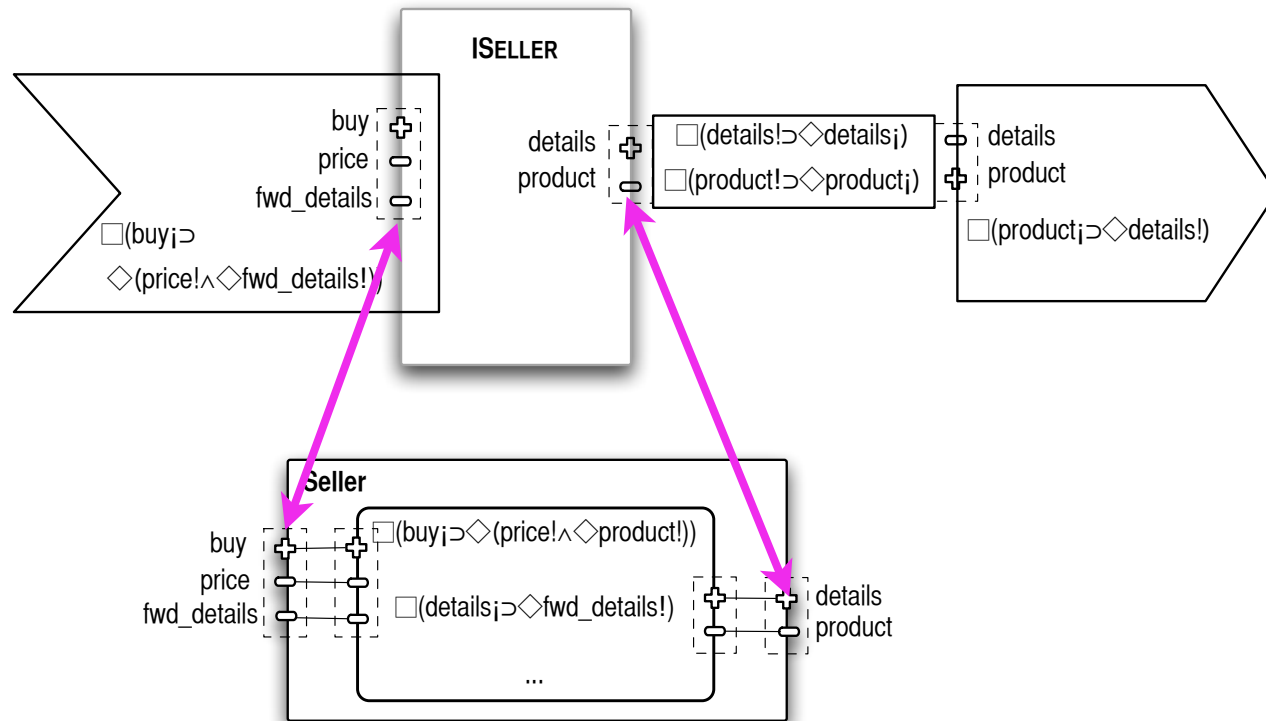 ISELLER
buy
price
fwd_details
□(buy¡⊃
◇(price!∧◇fwd_details!))
details
product
□(details!⊃◇details¡)
□(product!⊃◇product¡)
details
product
□(product¡⊃◇details!)
Seller
buy
price
fwd_details
□(buy¡⊃◇(price!∧◇product!))
□(details¡⊃◇fwd_details!)
...
details
product